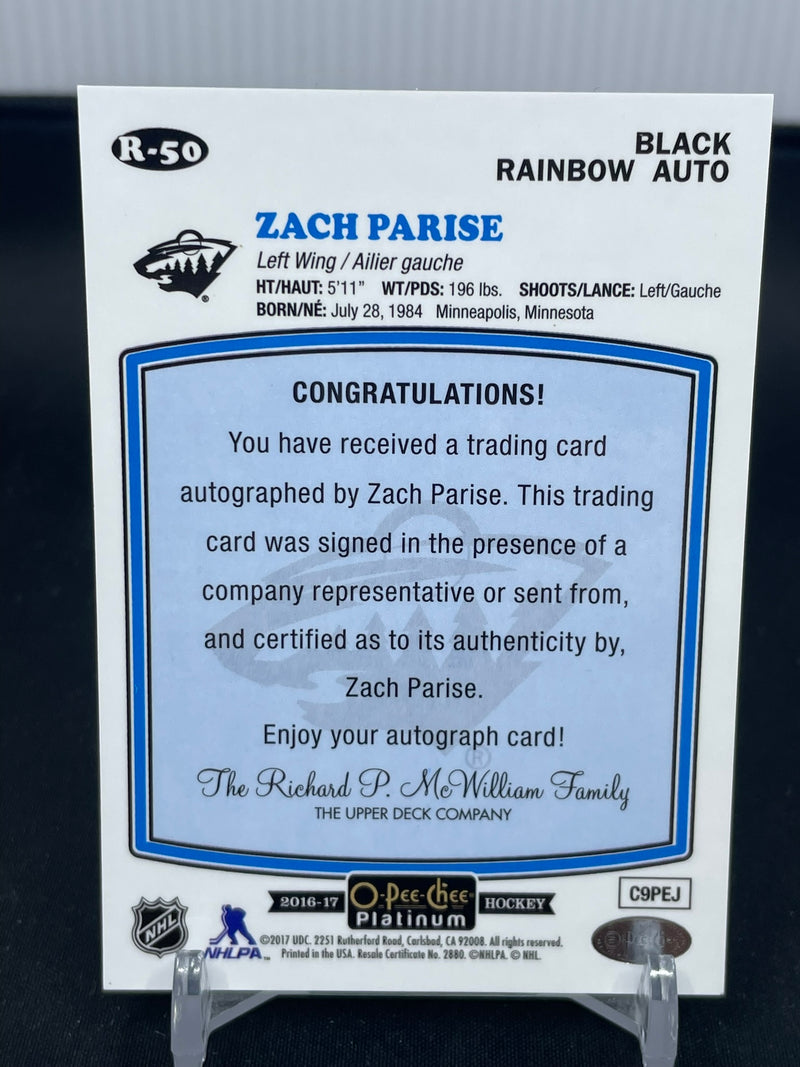 R-50
BLACK
RAINBOW AUTO
ZACH PARISE
Left Wing / Ailier gauche
HT/HAUT: 5'11" WT/PDS: 196 lbs. SHOOTS/LANCE: Left/Gauche
BORN/NÉ: July 28, 1984 Minneapolis, Minnesota
®
CONGRATULATIONS!
You have received a trading card
autographed by Zach Parise. This trading
card was signed in the presence of a
company representative or sent from,
and certified as to its authenticity by,
Zach Parise.
Enjoy your autograph card!
®
The Richard P. McWilliam Family
THE UPPER DECK COMPANY
C9PEJ
2016-17 O-Pee-Chee Platinum HOCKEY
NHL
NHLPA™
©2017 UDC. 2251 Rutherford Road, Carlsbad, CA 92008. All rights reserved.
Printed in the USA. Resale Certificate No. 2880. ©NHLPA. © NHL.